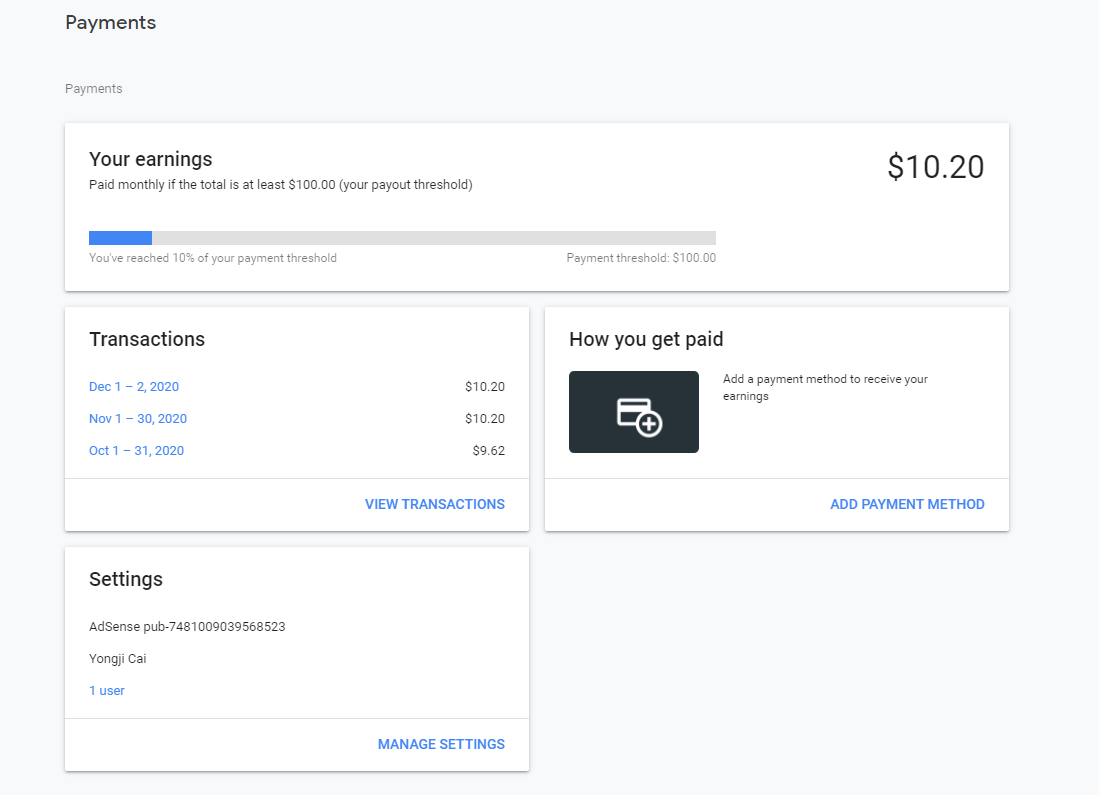 Payments
Payments
Your earnings
$10.20
Paid monthly if the total is at least $100.00 (your payout threshold)
You've reached 10% of your payment threshold
Payment threshold: $100.00
Transactions
Dec 1 – 2, 2020 $10.20
Nov 1 – 30, 2020 $10.20
Oct 1 – 31, 2020 $9.62
VIEW TRANSACTIONS
How you get paid
Add a payment method to receive your
earnings
ADD PAYMENT METHOD
Settings
AdSense pub-7481009039568523
Yongji Cai
1 user
MANAGE SETTINGS